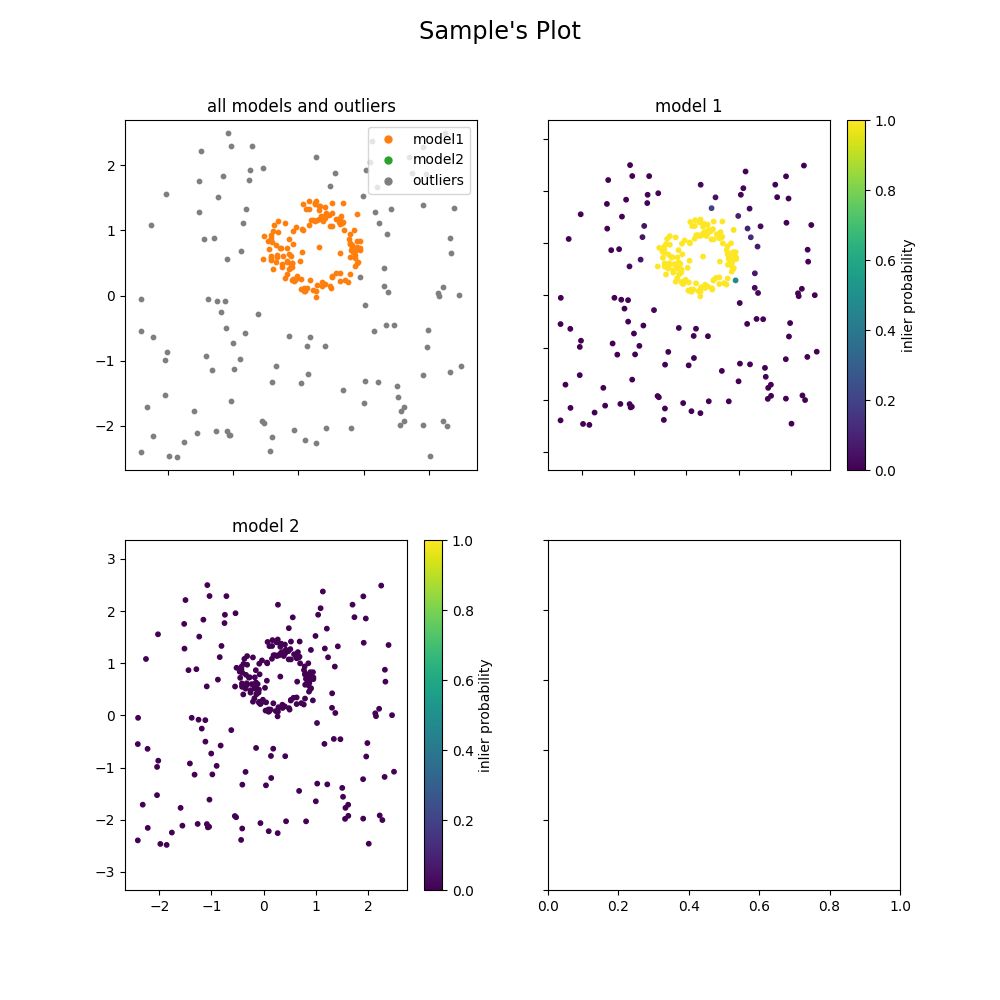 Sample's Plot
all models and outliers
model1
model2
outliers
2
1
0
−1
−2
model 1
1.0
0.8
0.6
0.4
0.2
0.0
inlier probability
model 2
3
2
1
0
−1
−2
−3
−2 −1 0 1 2
1.0
0.8
0.6
0.4
0.2
0.0
inlier probability
0.0 0.2 0.4 0.6 0.8 1.0